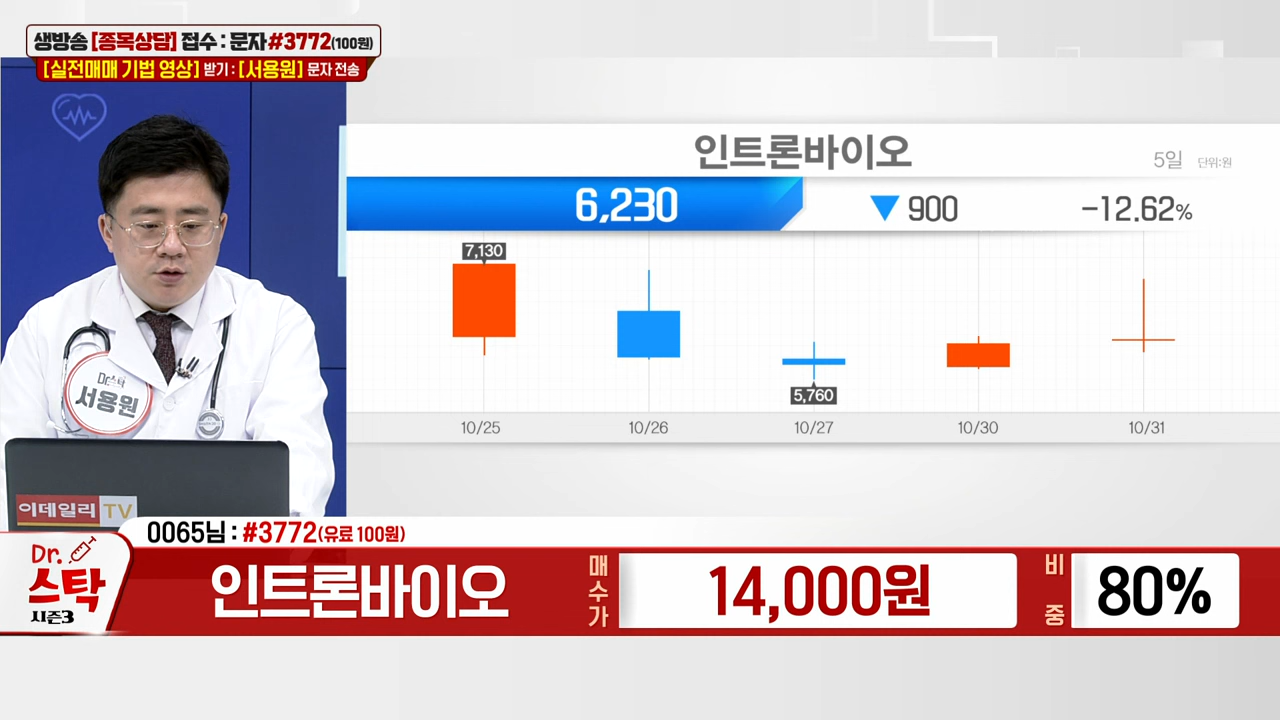 생방송 [종목상담] 접수 : 문자#3772(100원)
[실전매매 기법 영상] 받기 : [서용원] 문자 전송
인트론바이오
5일 단위:원
6,230 ▼ 900 -12.62%
7,130
5,760
10/25 10/26 10/27 10/30 10/31
Dr.스탁
서용원
이데일리 TV
0065님 : #3772(유료 100원)
Dr.
스탁
시즌3
인트론바이오 매수가 14,000원 비중 80%